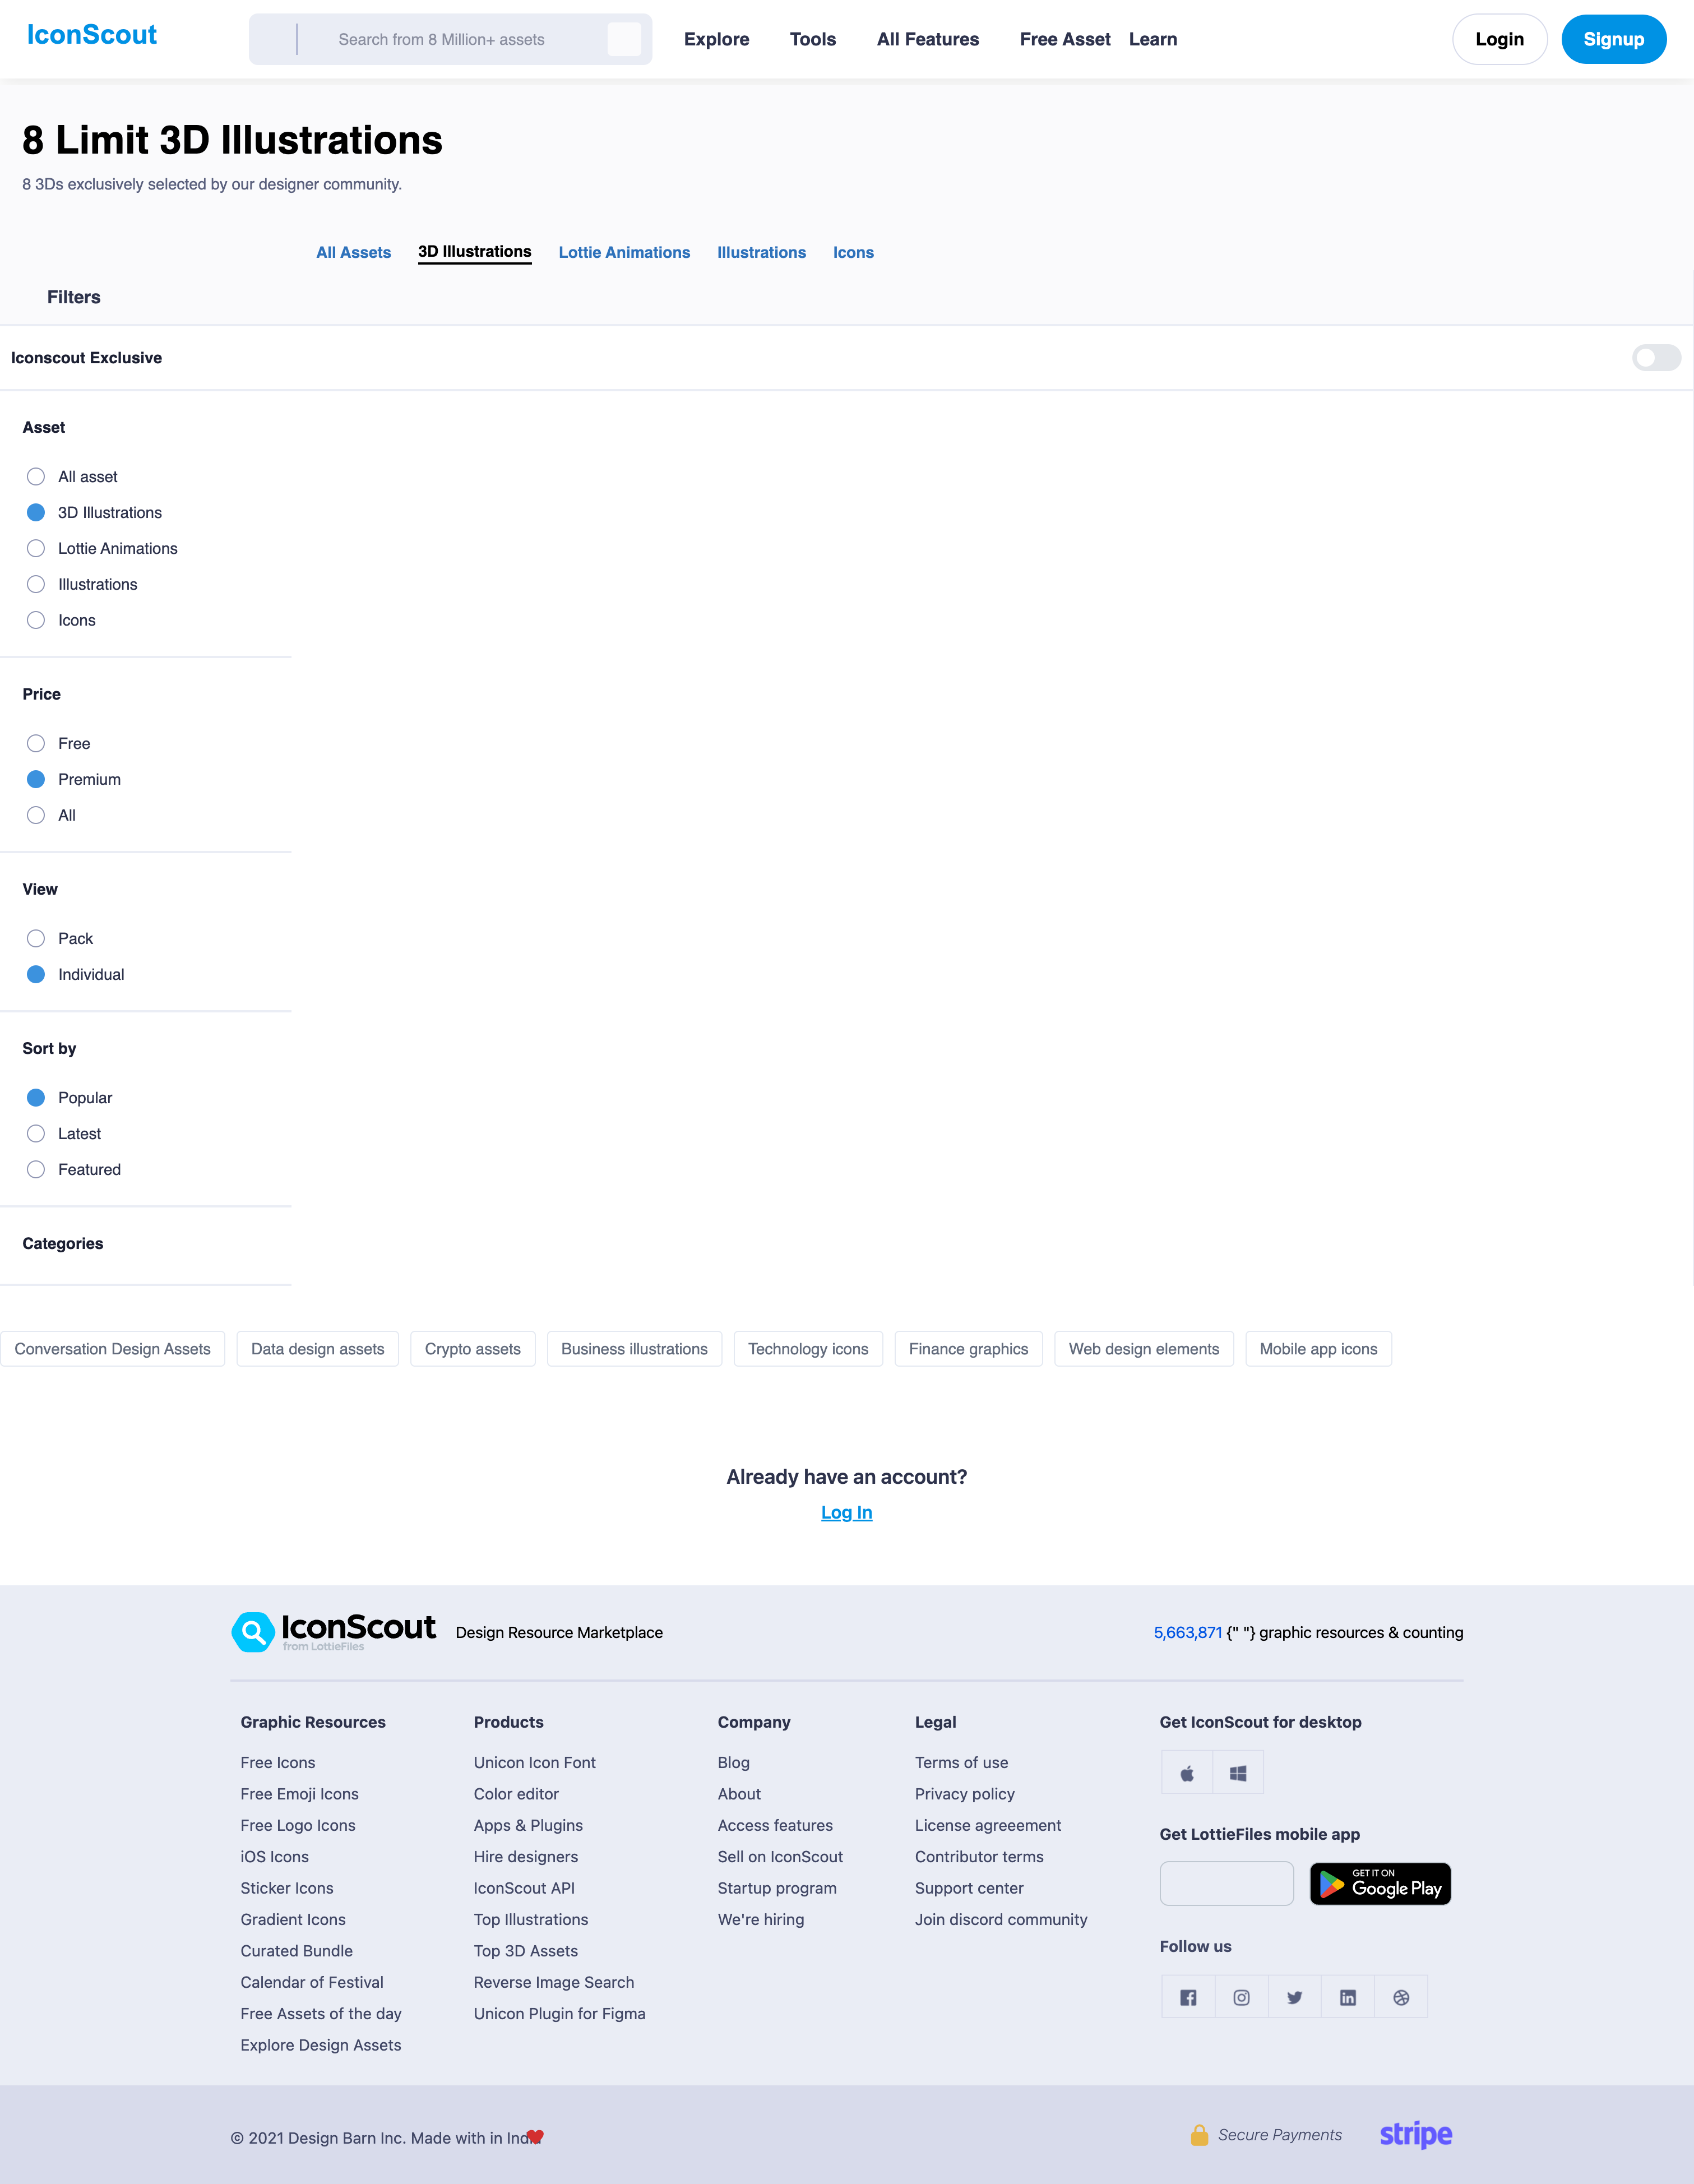 IconScout
Search from 8 Million+ assets
Explore
Tools
All Features
Free Asset
Learn
Login
Signup
8 Limit 3D Illustrations
8 3Ds exclusively selected by our designer community.
All Assets
3D Illustrations
Lottie Animations
Illustrations
Icons
Filters
Iconscout Exclusive
Asset
All asset
3D Illustrations
Lottie Animations
Illustrations
Icons
Price
Free
Premium
All
View
Pack
Individual
Sort by
Popular
Latest
Featured
Categories
Conversation Design Assets
Data design assets
Crypto assets
Business illustrations
Technology icons
Finance graphics
Web design elements
Mobile app icons
Already have an account?
Log In
IconScout
from LottieFiles
Design Resource Marketplace
5,663,871 {" "} graphic resources & counting
Graphic Resources
Free Icons
Free Emoji Icons
Free Logo Icons
iOS Icons
Sticker Icons
Gradient Icons
Curated Bundle
Calendar of Festival
Free Assets of the day
Explore Design Assets
Products
Unicon Icon Font
Color editor
Apps & Plugins
Hire designers
IconScout API
Top Illustrations
Top 3D Assets
Reverse Image Search
Unicon Plugin for Figma
Company
Blog
About
Access features
Sell on IconScout
Startup program
We're hiring
Legal
Terms of use
Privacy policy
License agreeement
Contributor terms
Support center
Join discord community
Get IconScout for desktop
Get LottieFiles mobile app
GET IT ON
Google Play
Follow us
© 2021 Design Barn Inc. Made with in India
Secure Payments
stripe